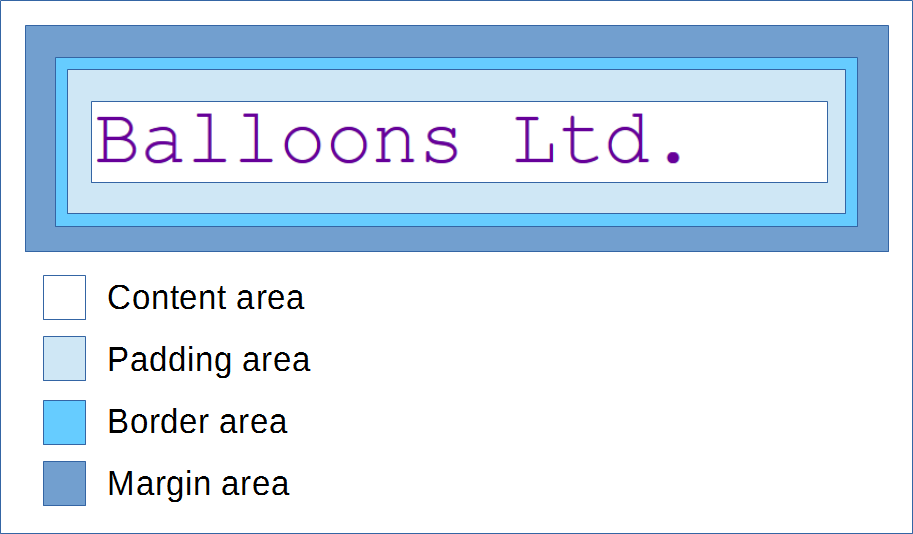 Balloons Ltd.
Content area
Padding area
Border area
Margin area